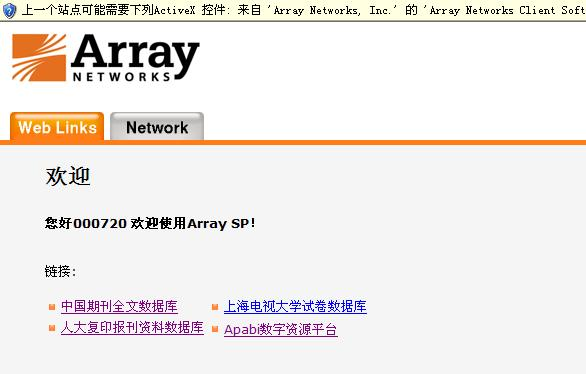 上一个站点可能需要下列ActiveX 控件: 来自 'Array Networks, Inc.' 的 'Array Networks Client Soft
Array
NETWORKS
Web Links Network
欢迎
您好000720 欢迎使用Array SP!
链接:
中国期刊全文数据库 上海电视大学试卷数据库
人大复印报刊资料数据库 Apabi数字资源平台